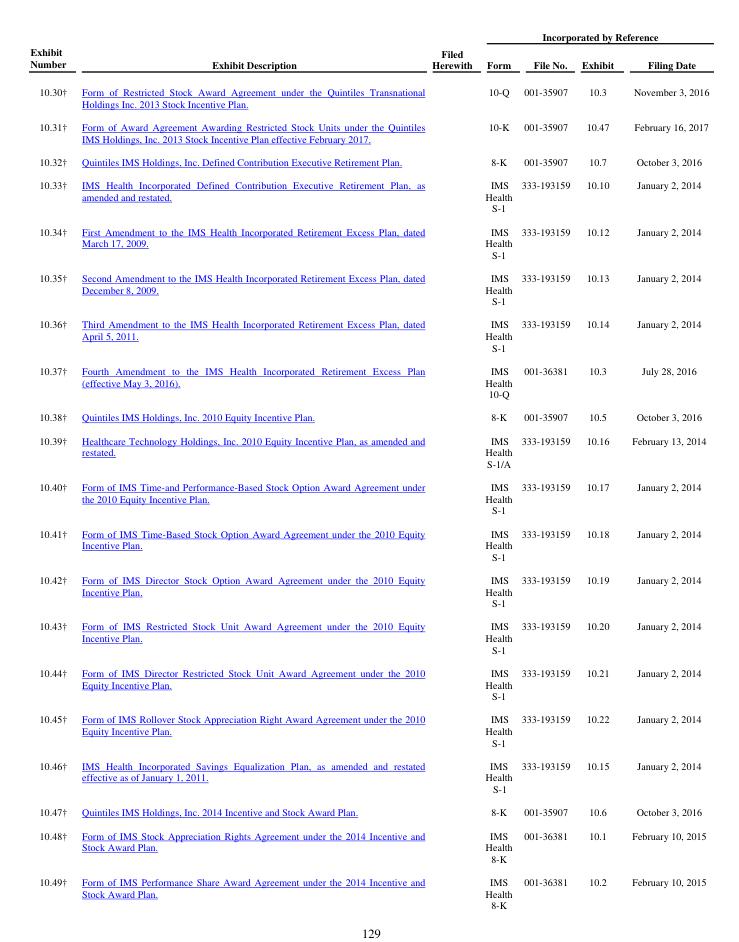 Incorporated by Reference
Exhibit Number Exhibit Description Filed Herewith Form File No. Exhibit Filing Date
10.30† Form of Restricted Stock Award Agreement under the Quintiles Transnational 10-Q 001-35907 10.3 November 3, 2016
Holdings Inc. 2013 Stock Incentive Plan.
10.31† Form of Award Agreement Awarding Restricted Stock Units under the Quintiles 10-K 001-35907 10.47 February 16, 2017
IMS Holdings, Inc. 2013 Stock Incentive Plan effective February 2017.
10.32† Quintiles IMS Holdings, Inc. Defined Contribution Executive Retirement Plan. 8-K 001-35907 10.7 October 3, 2016
10.33† IMS Health Incorporated Defined Contribution Executive Retirement Plan, as IMS 333-193159 10.10 January 2, 2014
amended and restated. Health
S-1
10.34† First Amendment to the IMS Health Incorporated Retirement Excess Plan, dated IMS 333-193159 10.12 January 2, 2014
March 17, 2009. Health
S-1
10.35† Second Amendment to the IMS Health Incorporated Retirement Excess Plan, dated IMS 333-193159 10.13 January 2, 2014
December 8, 2009. Health
S-1
10.36† Third Amendment to the IMS Health Incorporated Retirement Excess Plan, dated IMS 333-193159 10.14 January 2, 2014
April 5, 2011. Health
S-1
10.37† Fourth Amendment to the IMS Health Incorporated Retirement Excess Plan IMS 001-36381 10.3 July 28, 2016
(effective May 3, 2016). Health
10-Q
10.38† Quintiles IMS Holdings, Inc. 2010 Equity Incentive Plan. 8-K 001-35907 10.5 October 3, 2016
10.39† Healthcare Technology Holdings, Inc. 2010 Equity Incentive Plan, as amended and IMS 333-193159 10.16 February 13, 2014
restated. Health
S-1/A
10.40† Form of IMS Time-and Performance-Based Stock Option Award Agreement under IMS 333-193159 10.17 January 2, 2014
the 2010 Equity Incentive Plan. Health
S-1
10.41† Form of IMS Time-Based Stock Option Award Agreement under the 2010 Equity IMS 333-193159 10.18 January 2, 2014
Incentive Plan. Health
S-1
10.42† Form of IMS Director Stock Option Award Agreement under the 2010 Equity IMS 333-193159 10.19 January 2, 2014
Incentive Plan. Health
S-1
10.43† Form of IMS Restricted Stock Unit Award Agreement under the 2010 Equity IMS 333-193159 10.20 January 2, 2014
Incentive Plan. Health
S-1
10.44† Form of IMS Director Restricted Stock Unit Award Agreement under the 2010 IMS 333-193159 10.21 January 2, 2014
Equity Incentive Plan. Health
S-1
10.45† Form of IMS Rollover Stock Appreciation Right Award Agreement under the 2010 IMS 333-193159 10.22 January 2, 2014
Equity Incentive Plan. Health
S-1
10.46† IMS Health Incorporated Savings Equalization Plan, as amended and restated IMS 333-193159 10.15 January 2, 2014
effective as of January 1, 2011. Health
S-1
10.47† Quintiles IMS Holdings, Inc. 2014 Incentive and Stock Award Plan. 8-K 001-35907 10.6 October 3, 2016
10.48† Form of IMS Stock Appreciation Rights Agreement under the 2014 Incentive and IMS 001-36381 10.1 February 10, 2015
Stock Award Plan. Health
8-K
10.49† Form of IMS Performance Share Award Agreement under the 2014 Incentive and IMS 001-36381 10.2 February 10, 2015
Stock Award Plan. Health
8-K
129